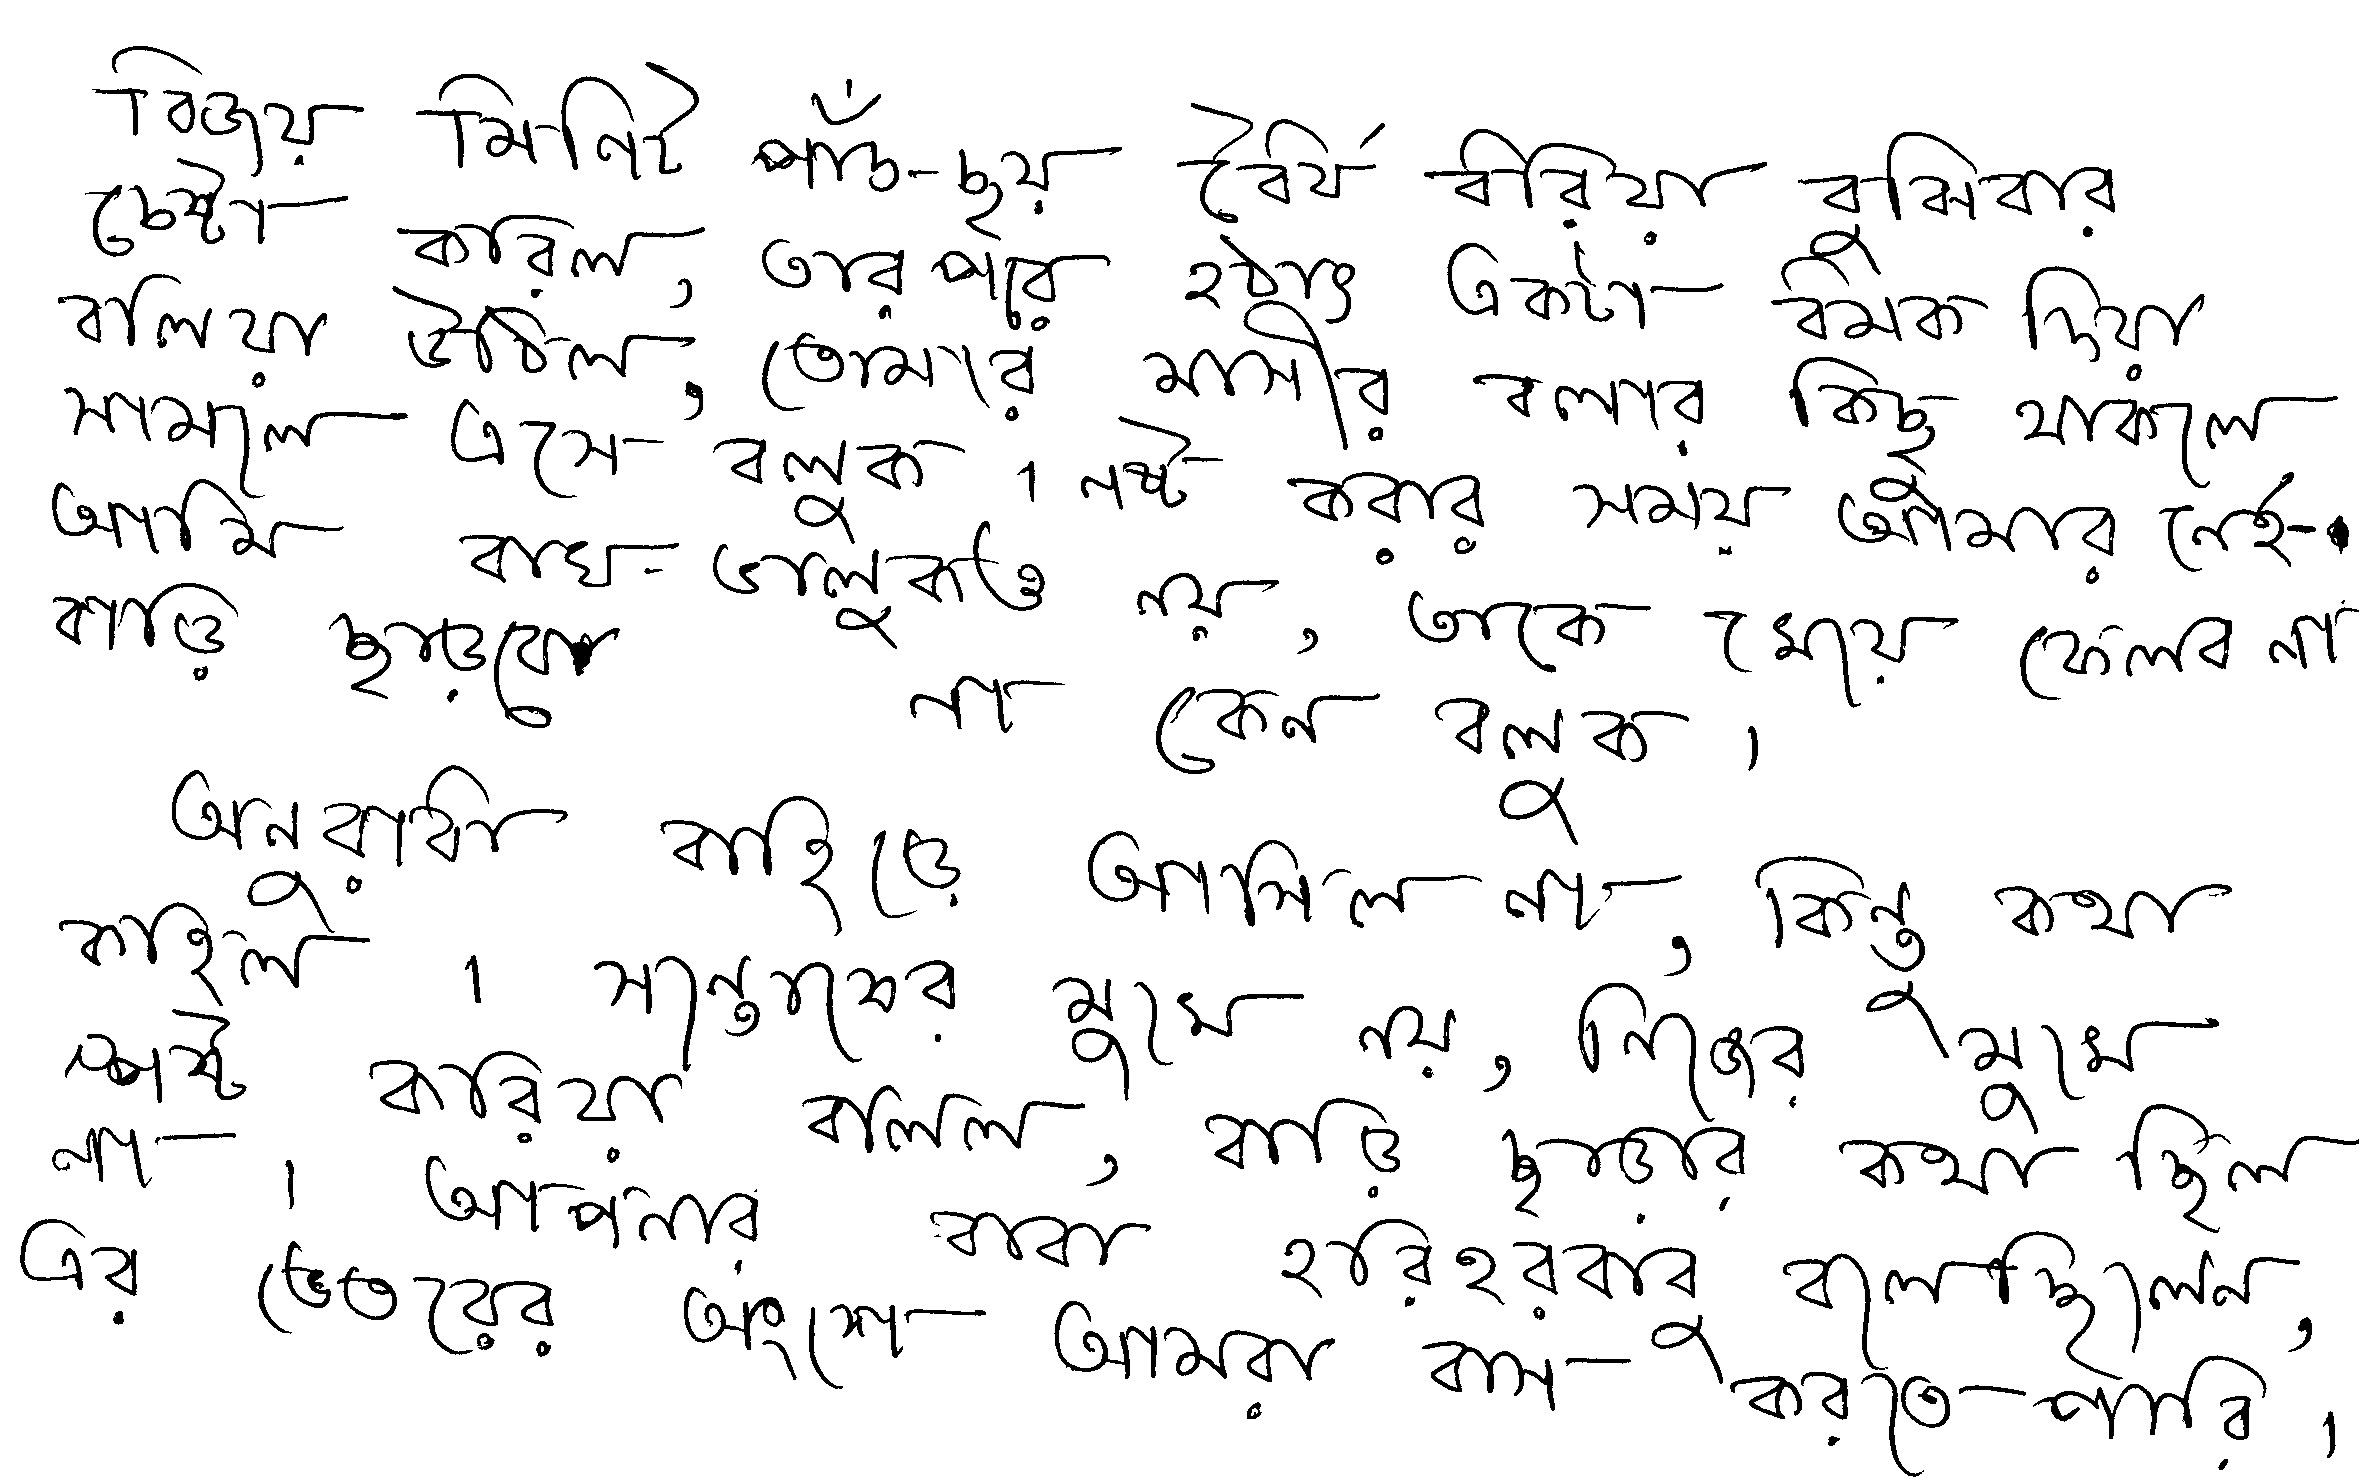 বিজয় মিনিট পাঁচ-ছয় ধৈর্য ধরিয়া বুঝিবার
চেষ্টা করিল, তারপরে হঠাৎ একটা ধমক দিয়া
বলিয়া উঠিল, তোমার মাসীর বলার কিছু থাকলে
সামনে এসে বলুক । নষ্ট করার সময় আমার নেই-
আমি বাঘ-ভালুকও নয়, তাকে খেয়ে ফেলব না
বাড়ি ছাড়বো না কেন বলুক ।
অনুরাধা বাহিরে আসিল না, কিন্তু কথা
কহিল । সন্তোষের মুখে নয়, নিজের মুখে
স্পষ্ট করিয়া বলিল, বাড়ি ছাড়ার কথা ছিল
না । আপনার বাবা হরিহরবাবু বলেছিলেন,
এর ভেতরের অংশে আমরা বাস করতে পারি ।